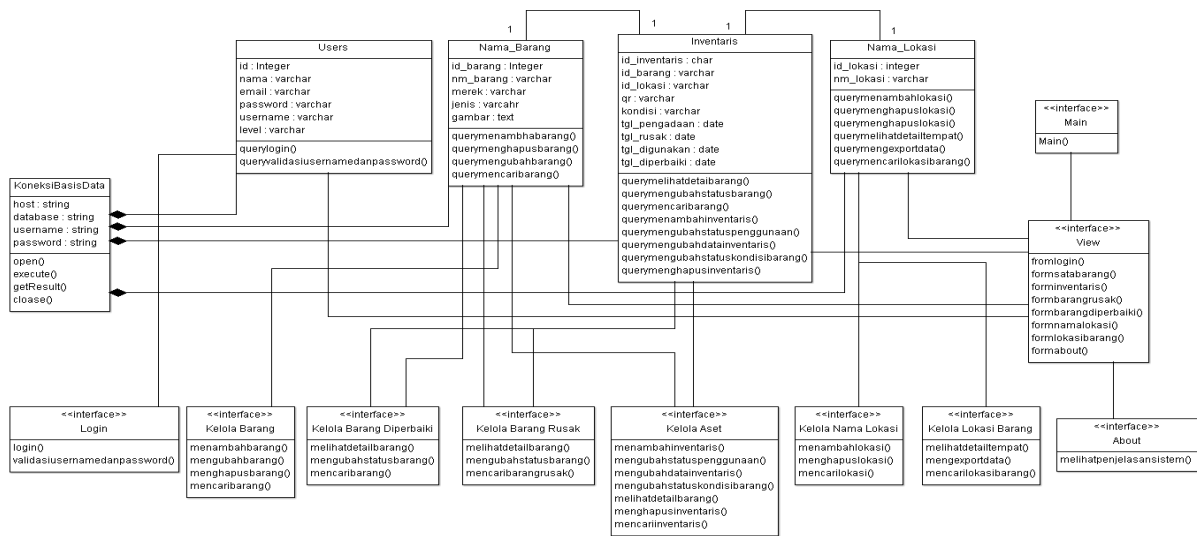 1
1
1
1
Users
id : Integer
nama : varchar
email : varchar
password : varchar
username : varchar
level : varchar
querylogin()
queryvalidasiusernamedanpassword()
Nama_Barang
id_barang : Integer
nm_barang : varchar
merek : varchar
jenis : varcahr
gambar : text
querymenambhabarang()
querymenghapusbarang()
querymengubahbarang()
querymencaribarang()
Inventaris
id_inventaris : char
id_barang : varchar
id_lokasi : varchar
qr : varchar
kondisi : varchar
tgl_pengadaan : date
tgl_rusak : date
tgl_digunakan : date
tgl_diperbaiki : date
querymelihatdetaibarang()
querymengubahstatusbarang()
querymencaribarang()
querymenambahinventaris()
querymengubahstatuspenggunaan()
querymengubahdatainventaris()
querymengubahstatuskondisibarang()
querymenghapusinventaris()
Nama_Lokasi
id_lokasi : integer
nm_lokasi : varchar
querymenambahlokasi()
querymenghapuslokasi()
querymenghapuslokasi()
querymelihatdetailtempat()
querymengexportdata()
querymencarilokasibarang()
<<interface>>
Main
Main()
KoneksiBasisData
host : string
database : string
username : string
password : string
open()
execute()
getResult()
cloase()
<<interface>>
View
fromlogin()
formsatabarang()
forminventaris()
formbarangrusak()
formbarangdiperbaiki()
formnamalokasi()
formlokasibarang()
formabout()
<<interface>>
Login
login()
validasiusernamedanpassword()
<<interface>>
Kelola Barang
menambahbarang()
mengubahbarang()
menghapusbarang()
mencaribarang()
<<interface>>
Kelola Barang Diperbaiki
melihatdetailbarang()
mengubahstatusbarang()
mencaribarang()
<<interface>>
Kelola Barang Rusak
melihatdetailbarang()
mengubahstatusbarang()
mencaribarangrusak()
<<interface>>
Kelola Aset
menambahinventaris()
mengubahstatuspenggunaan()
mengubahdatainventaris()
mengubahstatuskondisibarang()
melihatdetailbarang()
menghapusinventaris()
mencariinventaris()
<<interface>>
Kelola Nama Lokasi
menambahlokasi()
menghapuslokasi()
mencarilokasi()
<<interface>>
Kelola Lokasi Barang
melihatdetailtempat()
mengexportdata()
mencarilokasibarang()
<<interface>>
About
melihatpenjelasansistem()